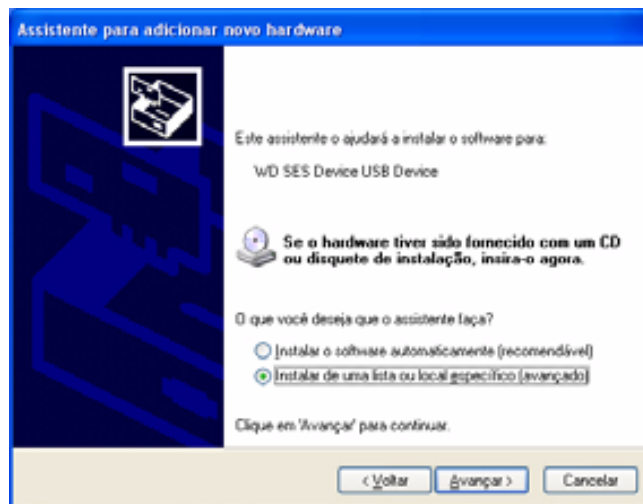 Assistente para adicionar novo hardware
Este assistente o ajudará a instalar o software para:
WD SES Device USB Device
Se o hardware tiver sido fornecido com um CD
ou disquete de instalação, insira-o agora.
O que você deseja que o assistente faça?
Instalar o software automaticamente (recomendável)
Instalar de uma lista ou local específico (avançado)
Clique em 'Avançar' para continuar.
< Voltar Avançar > Cancelar